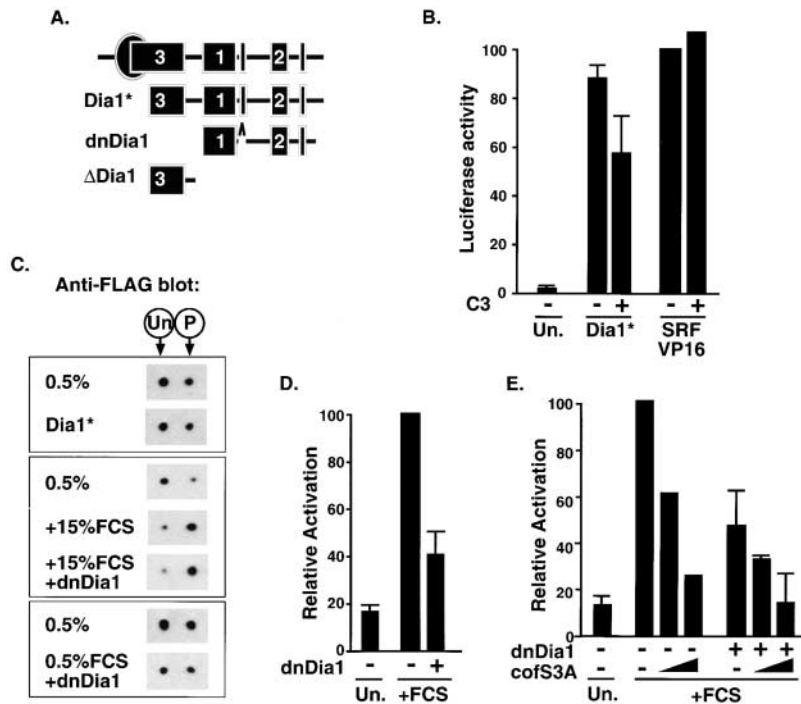 A.
3 1 2
Dia1* 3 1 2
dnDia1 1 2
ΔDia1 3
B.
Luciferase activity
100
80
60
40
20
0
C3 - - + - +
Un. Dia1* SRF
VP16
C.
Anti-FLAG blot:
Un P
0.5%
Dia1*
0.5%
+15%FCS
+15%FCS
+dnDia1
0.5%
0.5%FCS
+dnDia1
D.
Relative Activation
100
80
60
40
20
0
dnDia1 - - +
Un. +FCS
E.
Relative Activation
100
80
60
40
20
0
dnDia1 - - - - + + +
cofS3A - - -
Un. +FCS